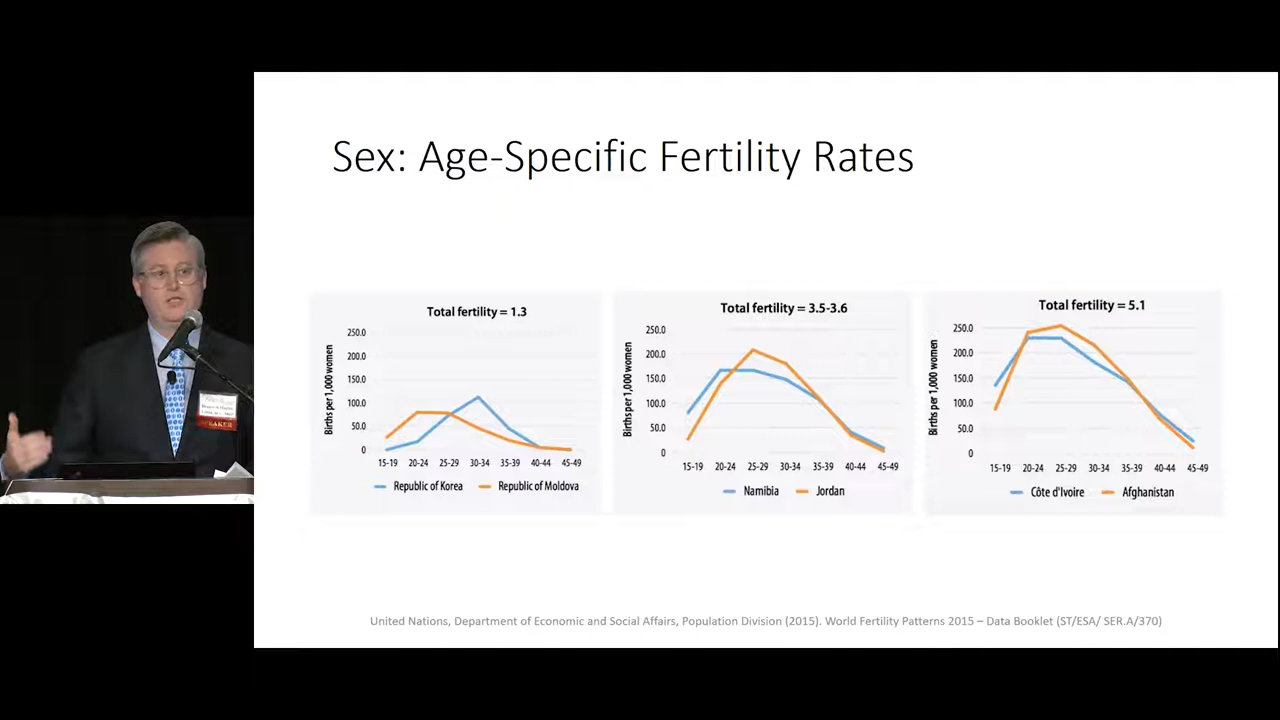 Sex: Age-Specific Fertility Rates
Total fertility = 1.3
Births per 1,000 women
250.0
200.0
150.0
100.0
50.0
0
15-19 20-24 25-29 30-34 35-39 40-44 45-49
Republic of Korea Republic of Moldova
Total fertility = 3.5-3.6
Births per 1,000 women
250.0
200.0
150.0
100.0
50.0
0
15-19 20-24 25-29 30-34 35-39 40-44 45-49
Namibia Jordan
Total fertility = 5.1
Births per 1,000 women
250.0
200.0
150.0
100.0
50.0
0
15-19 20-24 25-29 30-34 35-39 40-44 45-49
Côte d'Ivoire Afghanistan
United Nations, Department of Economic and Social Affairs, Population Division (2015). World Fertility Patterns 2015 – Data Booklet (ST/ESA/ SER.A/370)